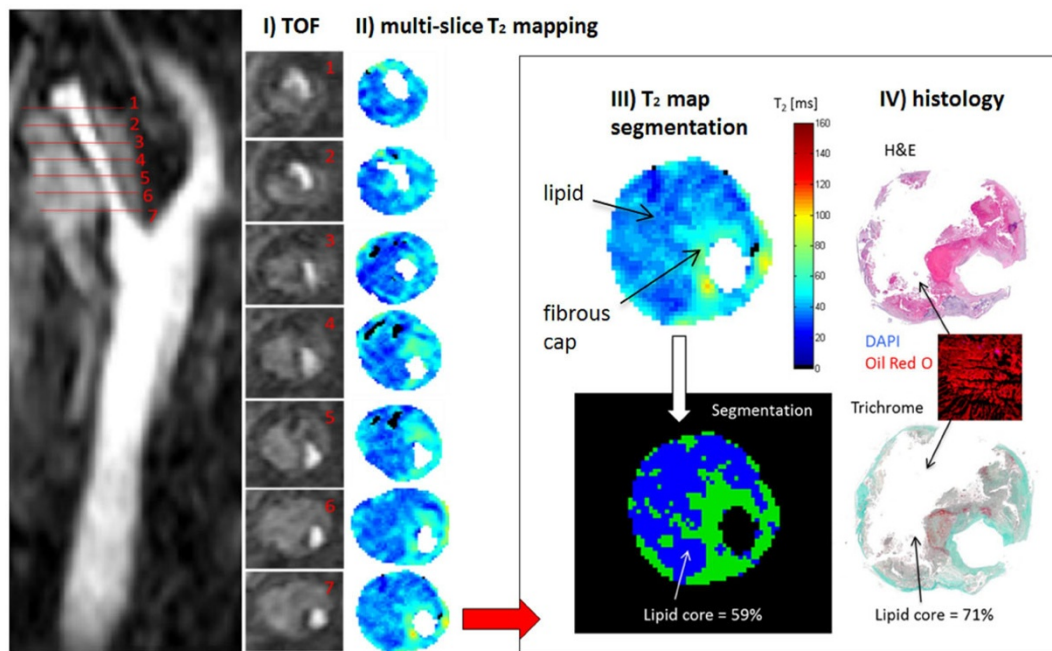 I) TOF
II) multi-slice T₂ mapping
1
2
3
4
5
6
7
1
2
3
4
5
6
7
III) T₂ map
segmentation
T₂ [ms]
160
140
120
100
80
60
40
20
0
lipid
fibrous
cap
Segmentation
Lipid core = 59%
IV) histology
H&E
DAPI
Oil Red O
Trichrome
Lipid core = 71%